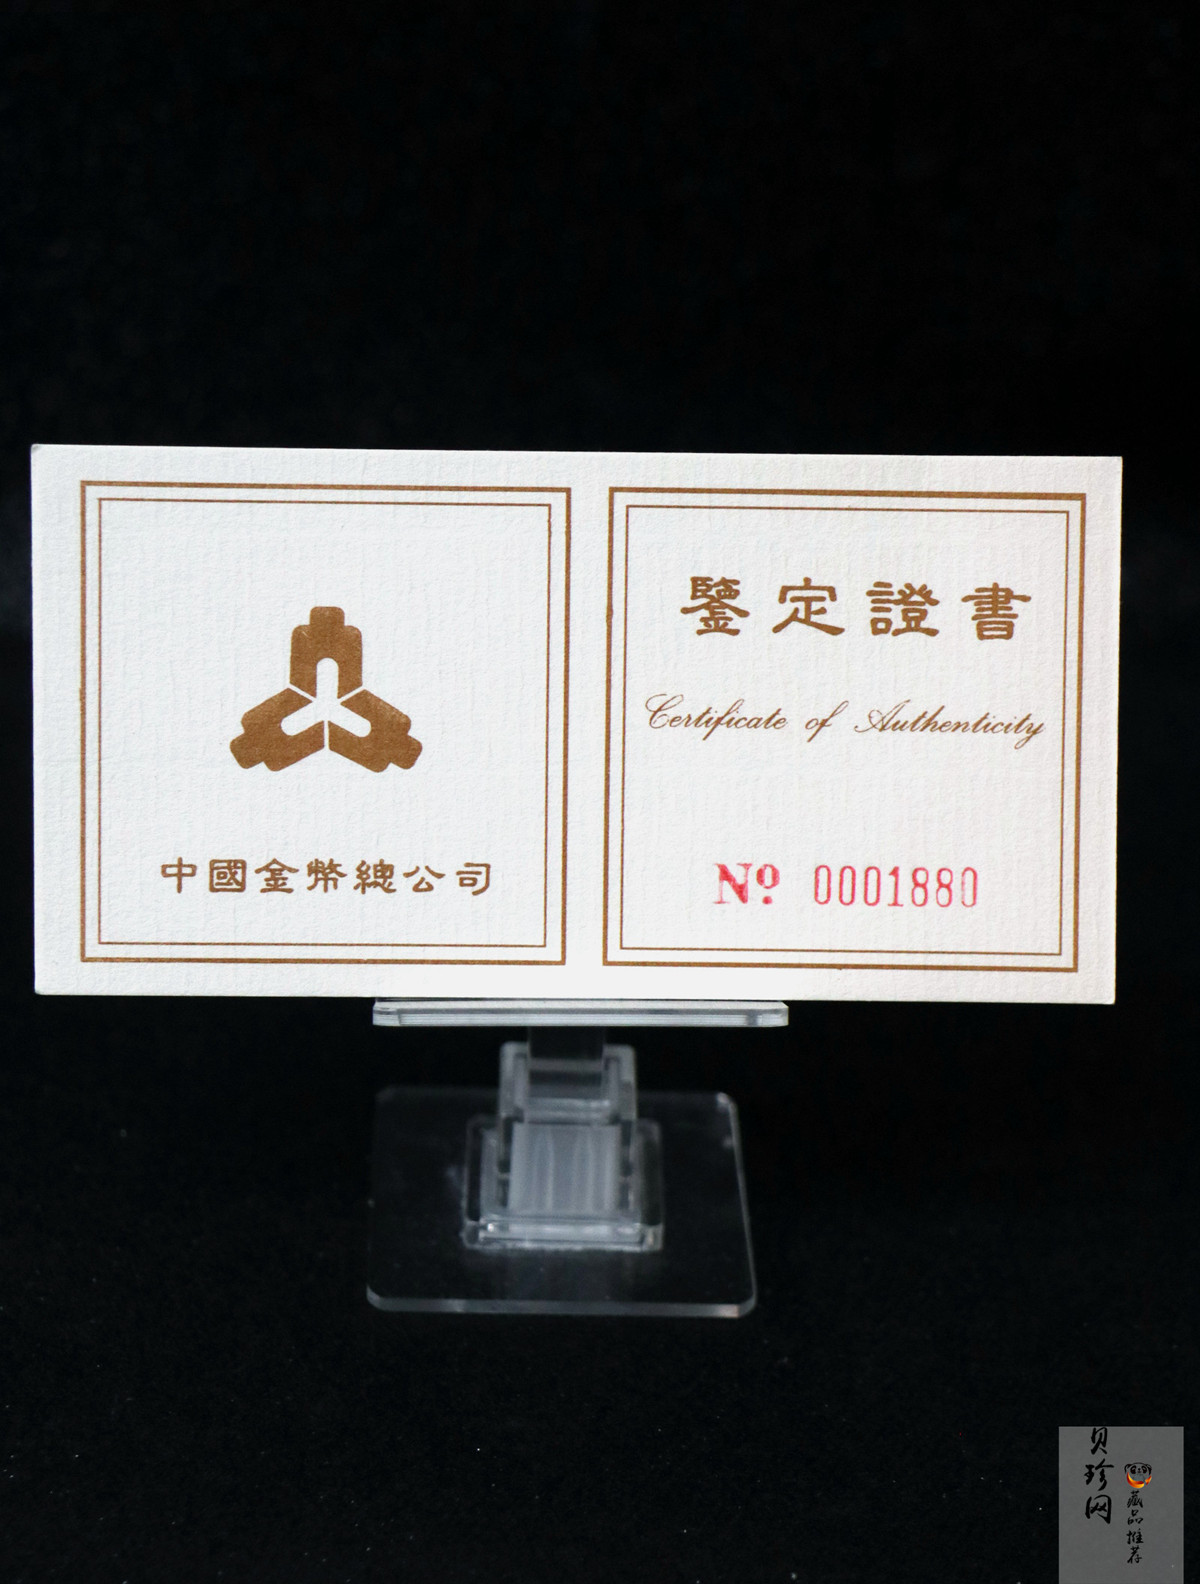 中國金幣總公司
鑒定證書
Certificate of Authenticity
Nº 0001880
贝珍网
藏品推荐